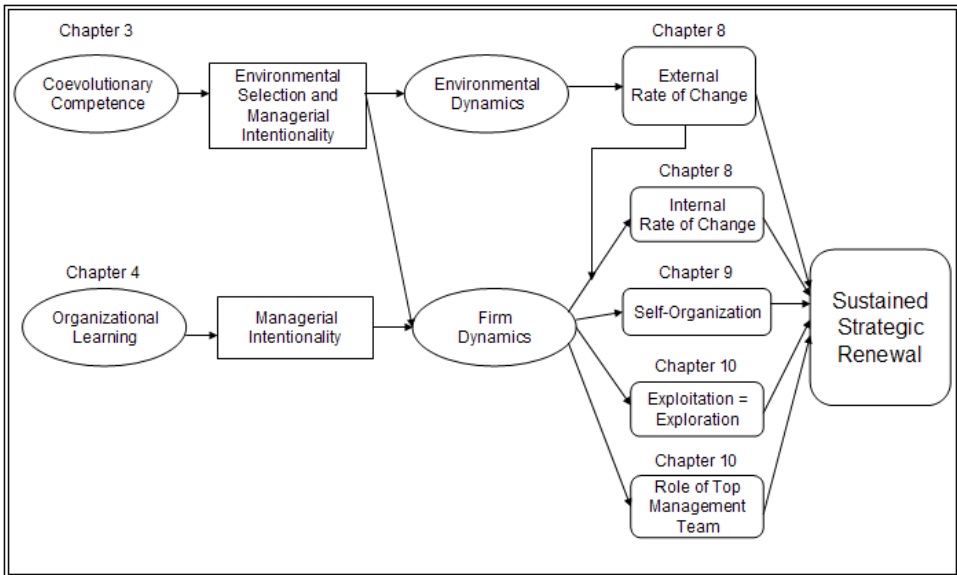 Chapter 3
Coevolutionary
Competence
Environmental
Selection and
Managerial
Intentionality
Environmental
Dynamics
Chapter 8
External
Rate of Change
Chapter 8
Internal
Rate of Change
Chapter 4
Organizational
Learning
Managerial
Intentionality
Firm
Dynamics
Chapter 9
Self-Organization
Chapter 10
Exploitation =
Exploration
Chapter 10
Role of Top
Management
Team
Sustained
Strategic
Renewal